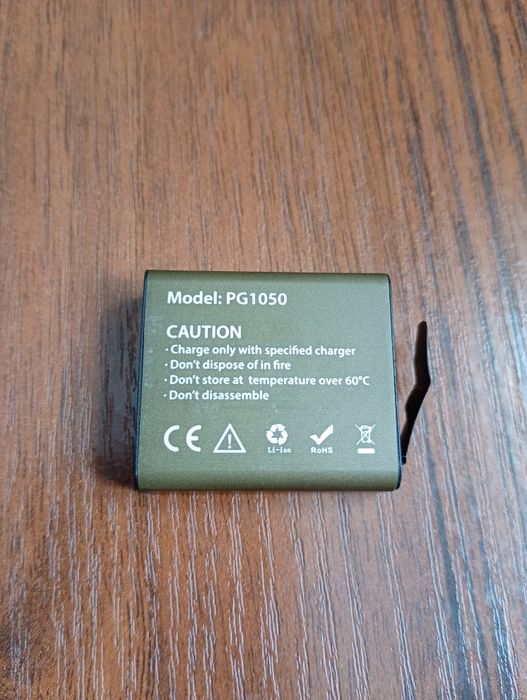 Model: PG1050
CAUTION
· Charge only with specified charger
· Don't dispose of in fire
· Don't store at temperature over 60°C
· Don't disassemble
CE
Li-ion RoHS